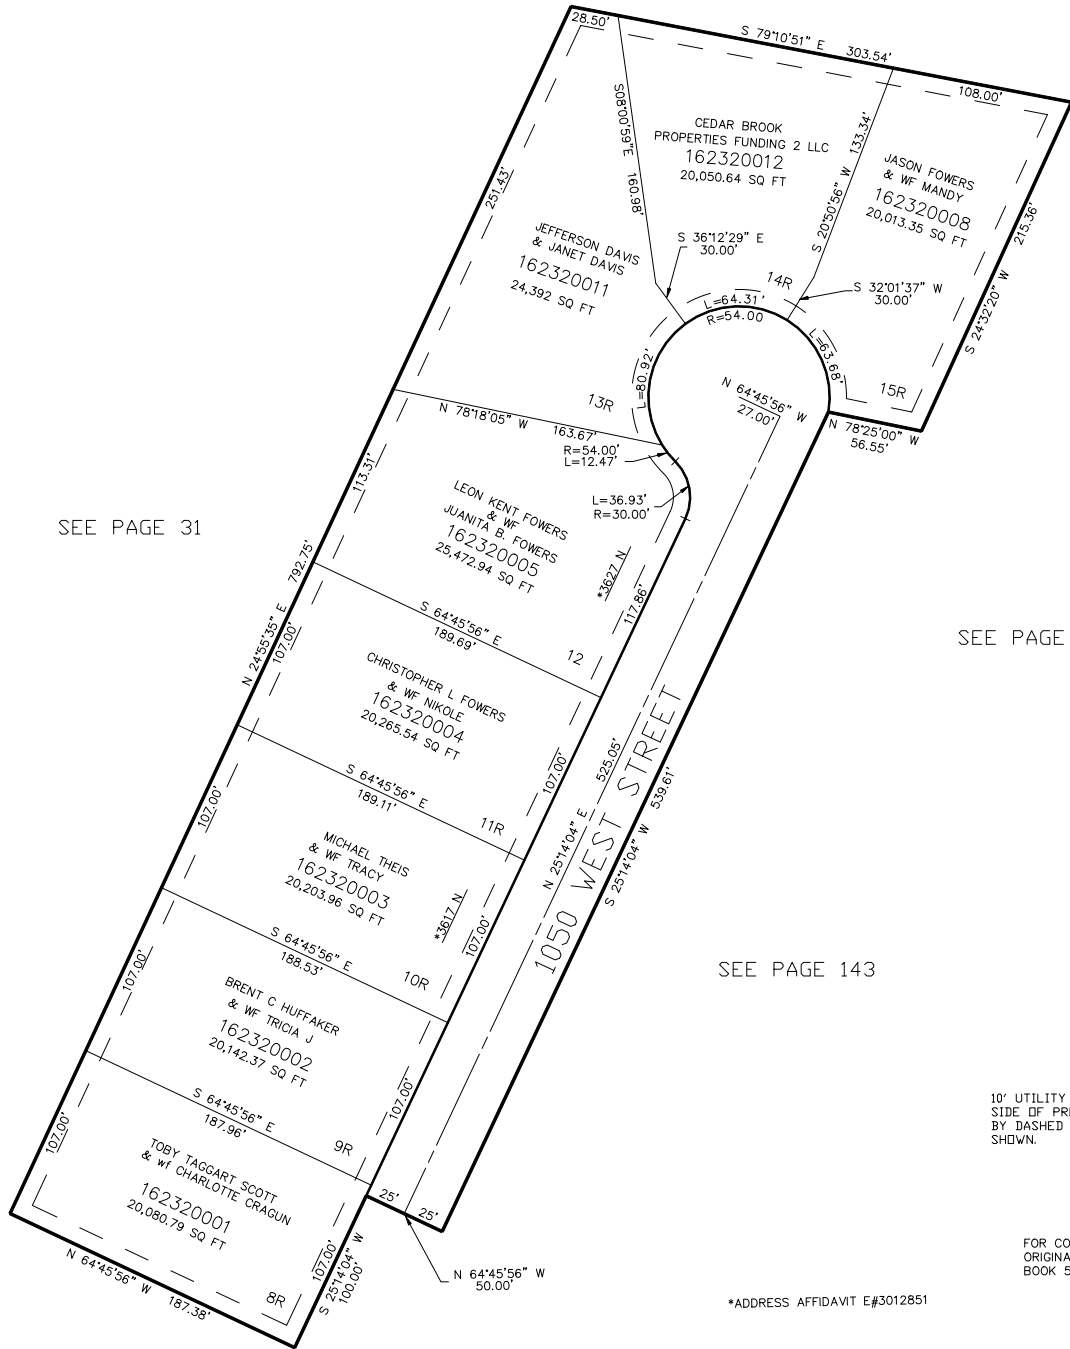 28.50'
S 79°10'51" E 303.54'
108.00'
S08°00'59"E 160.98'
CEDAR BROOK
PROPERTIES FUNDING 2 LLC
162320012
20,050.64 SQ FT
S 20°50'56" W 133.34'
JASON FOWERS
& WF MANDY
162320008
20,013.35 SQ FT
S 24°32'20" W 215.36'
251.43'
JEFFERSON DAVIS
& JANET DAVIS
162320011
24,392 SQ FT
S 36°12'29" E
30.00'
14R
S 32°01'37" W
30.00'
L=64.31'
R=54.00
L=63.68'
L=80.92'
15R
13R
N 64°45'56" W
27.00'
N 78°25'00" W
56.55'
N 78°18'05" W 163.67'
R=54.00'
L=12.47'
L=36.93'
R=30.00'
113.31'
LEON KENT FOWERS
& WF
JUANITA B. FOWERS
162320005
25,472.94 SQ FT
*3627 N
117.86'
12
SEE PAGE 31
N 24°55'35" E 792.75'
S 64°45'56" E
189.69'
107.00'
CHRISTOPHER L FOWERS
& WF NIKOLE
162320004
20,265.54 SQ FT
107.00'
11R
SEE PAGE
S 64°45'56" E
189.11'
107.00'
MICHAEL THEIS
& WF TRACY
162320003
20,203.96 SQ FT
*3617 N
107.00'
10R
N 25°14'04" E 525.05'
1050 WEST STREET
S 25°14'04" W 539.61'
SEE PAGE 143
S 64°45'56" E
188.53'
107.00'
BRENT C HUFFAKER
& WF TRICIA J
162320002
20,142.37 SQ FT
107.00'
9R
S 64°45'56" E
187.96'
107.00'
TOBY TAGGART SCOTT
& wf CHARLOTTE CRAGUN
162320001
20,080.79 SQ FT
107.00'
8R
N 64°45'56" W 187.38'
S 25°14'04" W
100.00'
25'
25'
N 64°45'56" W
50.00'
10' UTILITY
SIDE OF
BY DASHED
SHOWN.
FOR
ORIGINA
BOOK 5
*ADDRESS AFFIDAVIT E#3012851